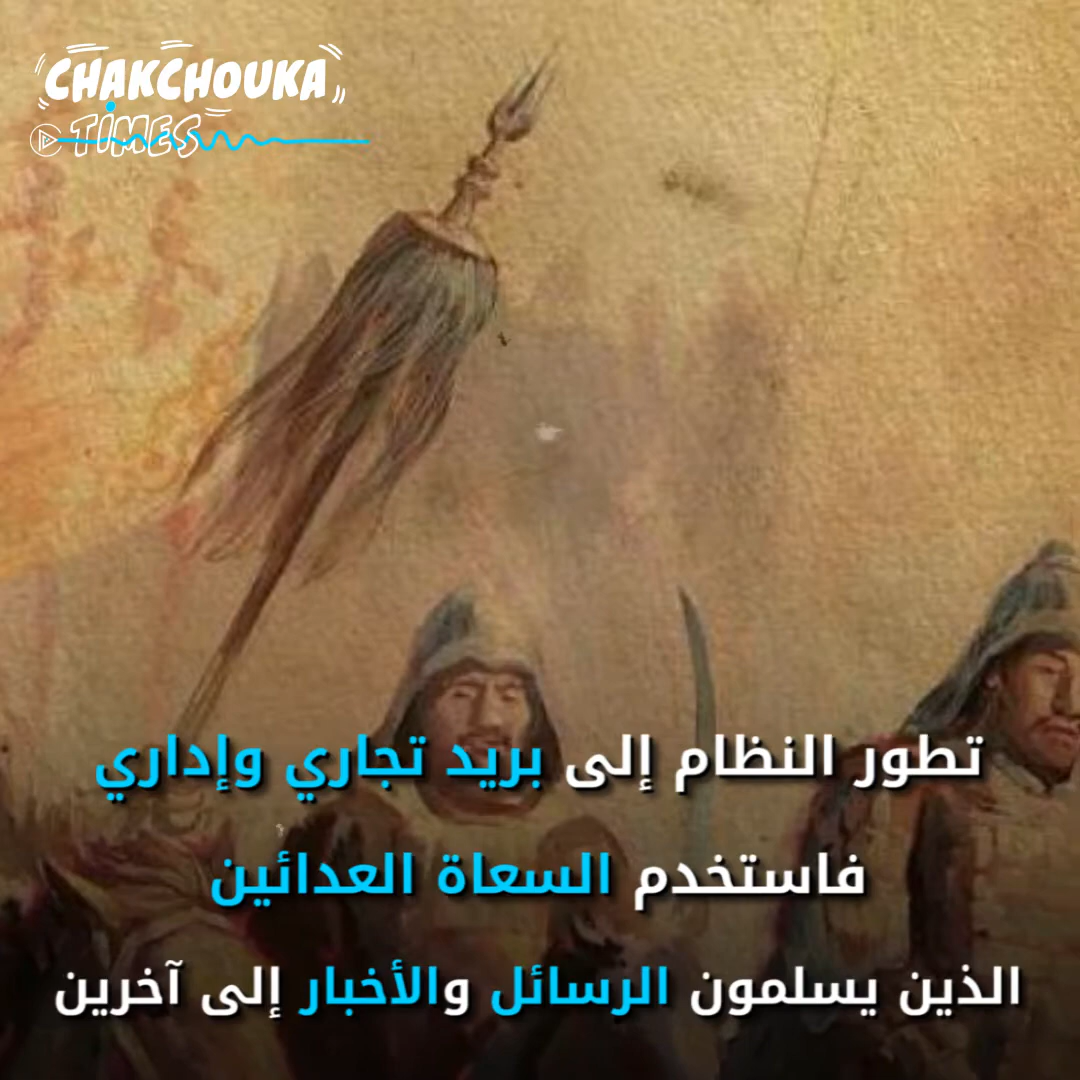 CHAKCHOUKA
TIMES
تطور النظام إلى بريد تجاري وإداري
فاستخدم السعاة العدائين
الذين يسلمون الرسائل والأخبار إلى آخرين